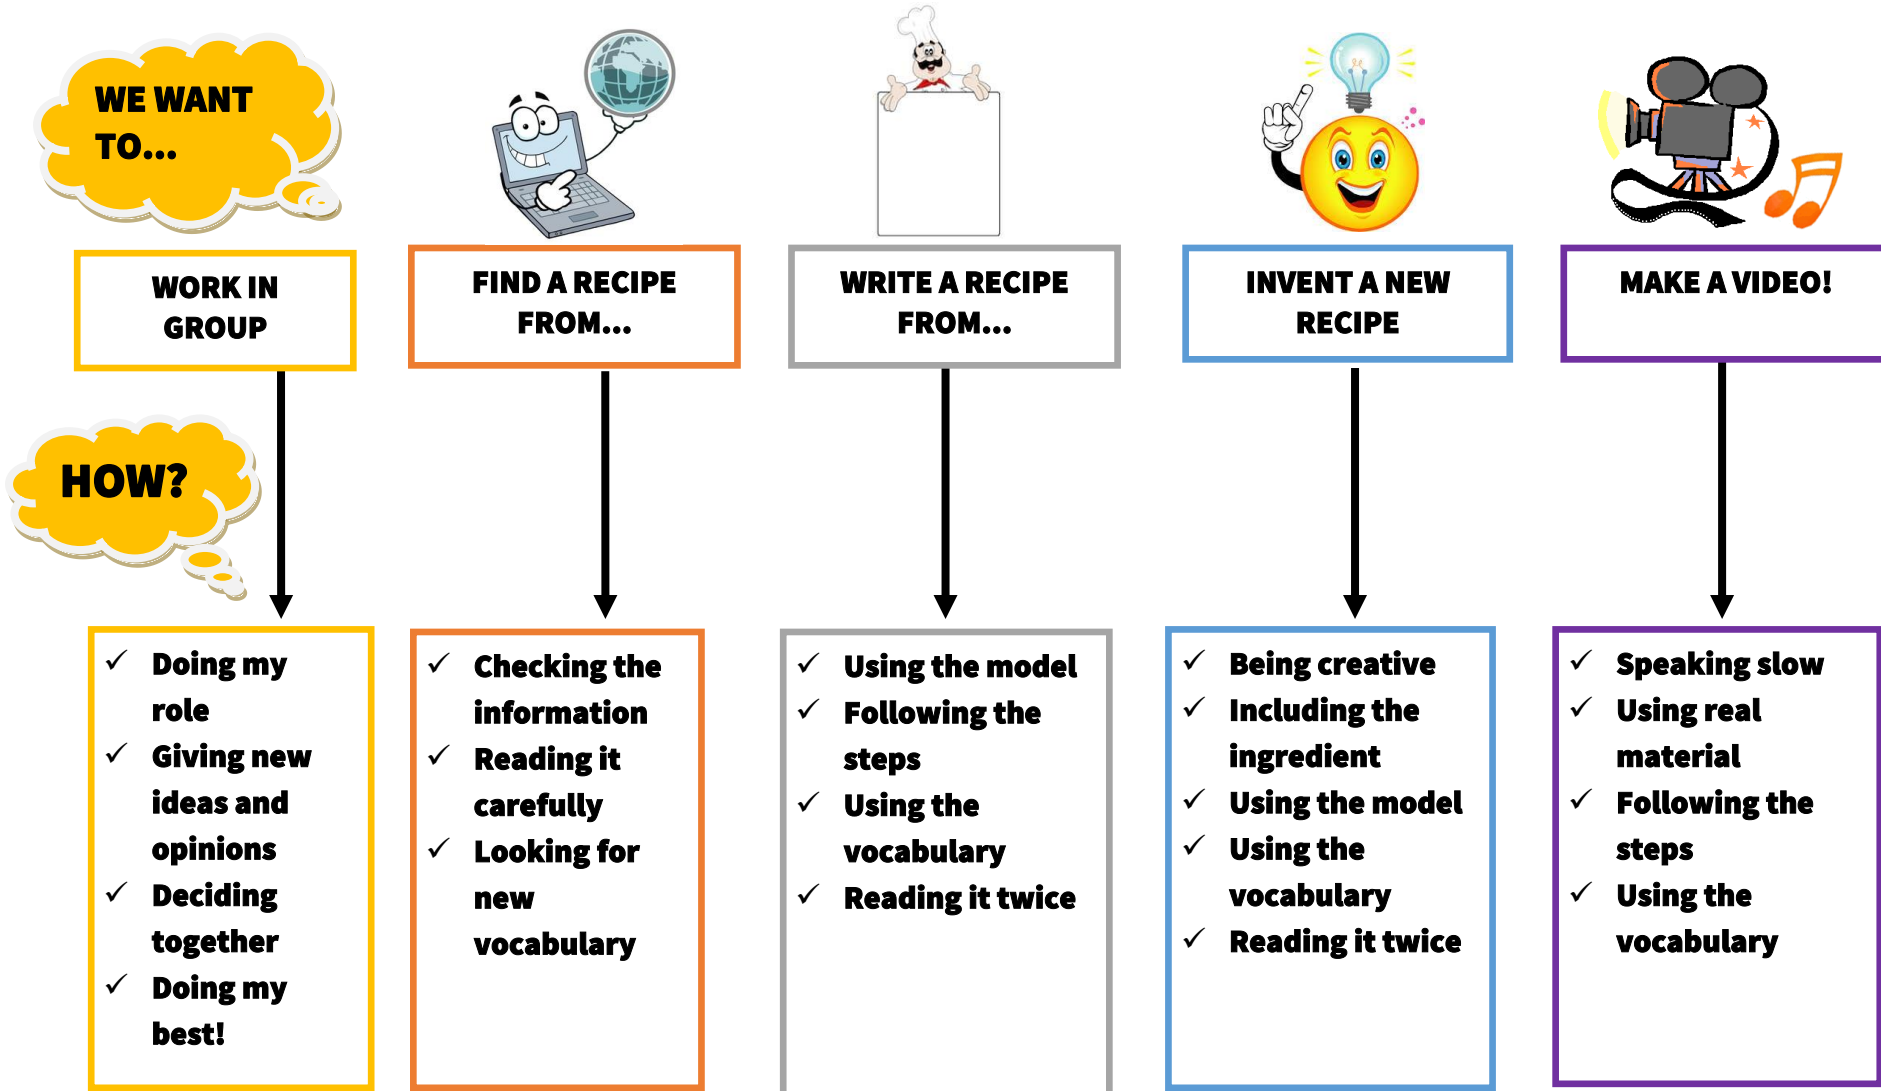 WE WANT
TO...
WORK IN
GROUP
FIND A RECIPE
FROM...
WRITE A RECIPE
FROM...
INVENT A NEW
RECIPE
MAKE A VIDEO!
HOW?
✓ Doing my
role
✓ Giving new
ideas and
opinions
✓ Deciding
together
✓ Doing my
best!
✓ Checking the
information
✓ Reading it
carefully
✓ Looking for
new
vocabulary
✓ Using the model
✓ Following the
steps
✓ Using the
vocabulary
✓ Reading it twice
✓ Being creative
✓ Including the
ingredient
✓ Using the model
✓ Using the
vocabulary
✓ Reading it twice
✓ Speaking slow
✓ Using real
material
✓ Following the
steps
✓ Using the
vocabulary